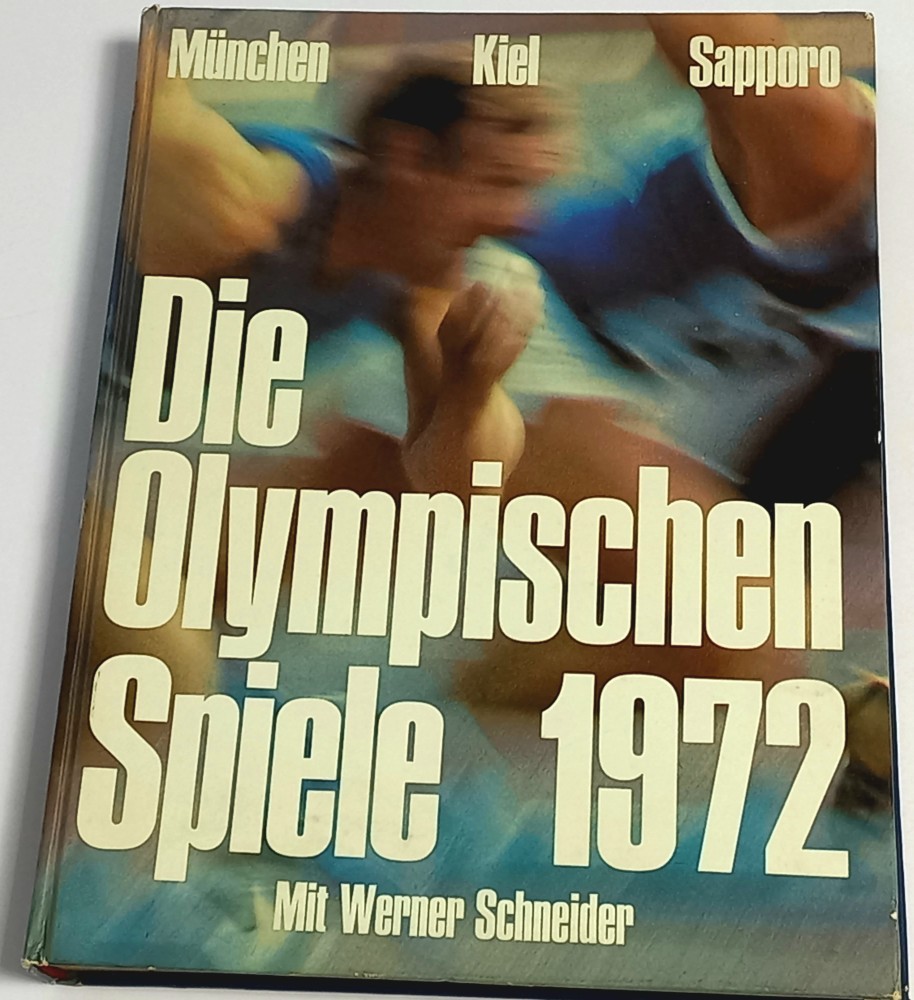 München Kiel Sapporo
Die
Olympischen
Spiele 1972
Mit Werner Schneider